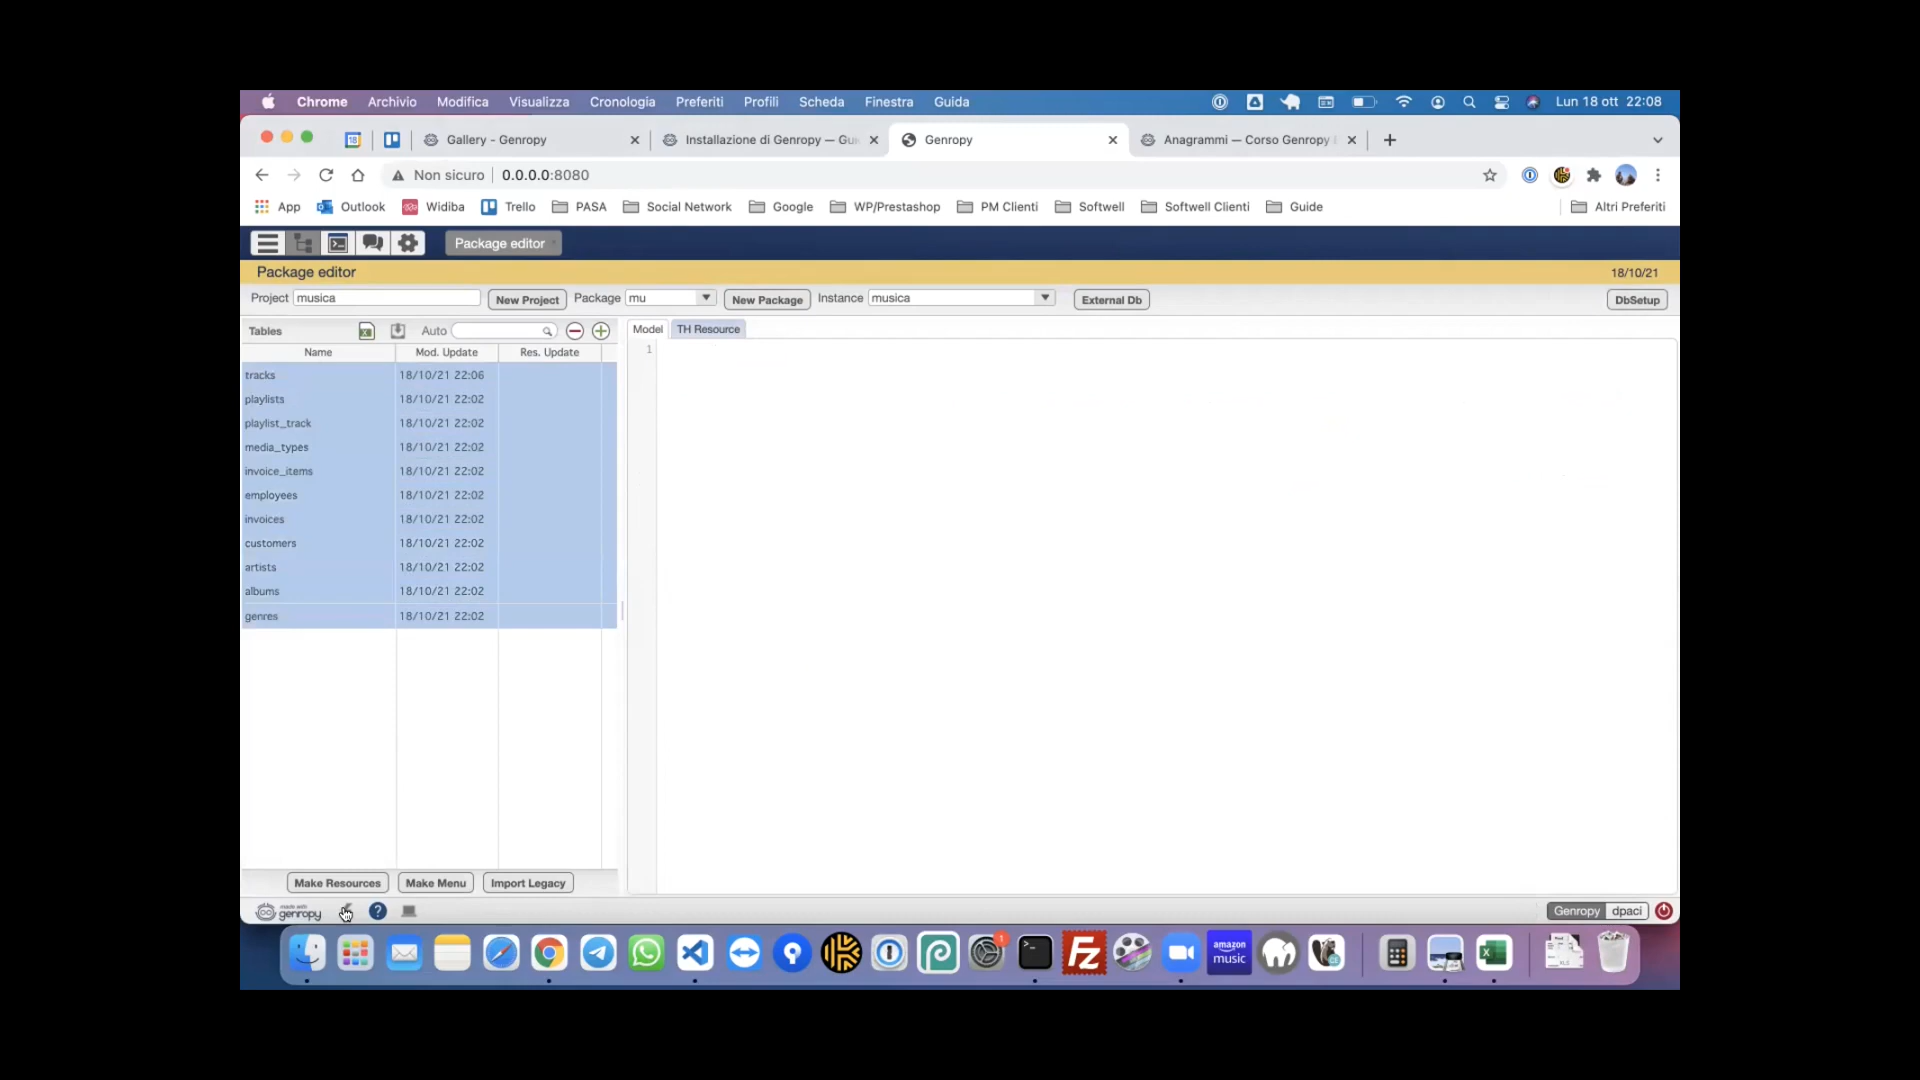 Chrome Archivio Modifica Visualizza Cronologia Preferiti Profili Scheda Finestra Guida Lun 18 ott 22:08
18 Gallery - Genropy Installazione di Genropy — Gu Genropy Anagrammi — Corso Genropy
Non sicuro 0.0.0.0:8080
App Outlook Widiba Trello PASA Social Network Google WP/Prestashop PM Clienti Softwell Softwell Clienti Guide Altri Preferiti
Package editor
Package editor 18/10/21
Project musica New Project Package mu New Package Instance musica External Db DbSetup
Tables Auto Model TH Resource
Name Mod. Update Res. Update 1
tracks 18/10/21 22:06
playlists 18/10/21 22:02
playlist_track 18/10/21 22:02
media_types 18/10/21 22:02
invoice_items 18/10/21 22:02
employees 18/10/21 22:02
invoices 18/10/21 22:02
customers 18/10/21 22:02
artists 18/10/21 22:02
albums 18/10/21 22:02
genres 18/10/21 22:02
Make Resources Make Menu Import Legacy
made with
genropy ? Genropy dpaci
1
Fz amazon music XLS